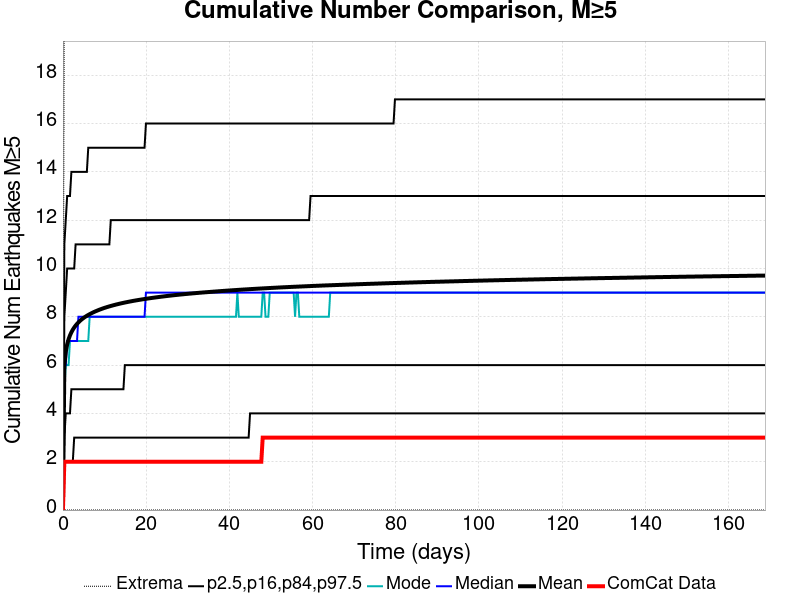 Cumulative Number Comparison, M≥5
Cumulative Num Earthquakes M≥5
18
16
14
12
10
8
6
4
2
0
0 20 40 60 80 100 120 140 160
Time (days)
Extrema p2.5,p16,p84,p97.5 Mode Median Mean ComCat Data